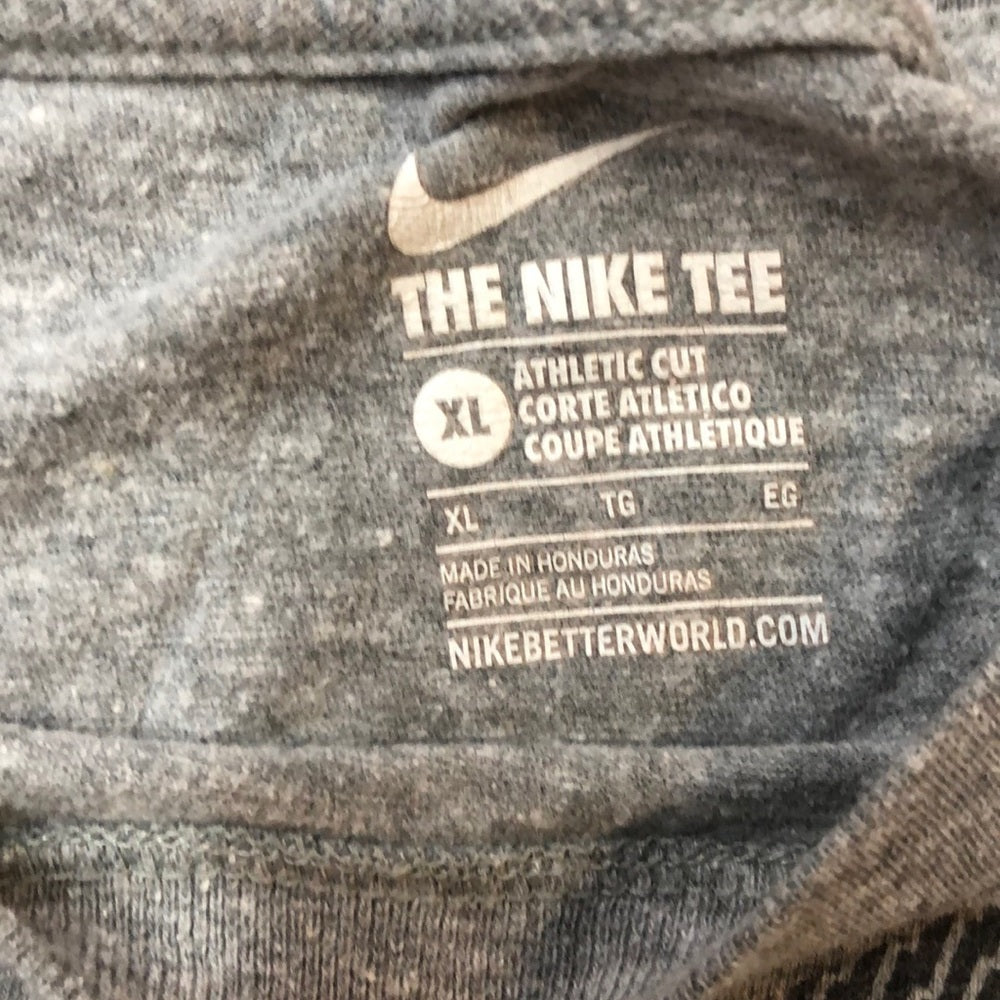 THE NIKE TEE
XL
ATHLETIC CUT
CORTE ATLÉTICO
COUPE ATHLÉTIQUE
XL TG EG
MADE IN HONDURAS
FABRIQUE AU HONDURAS
NIKEBETTERWORLD.COM